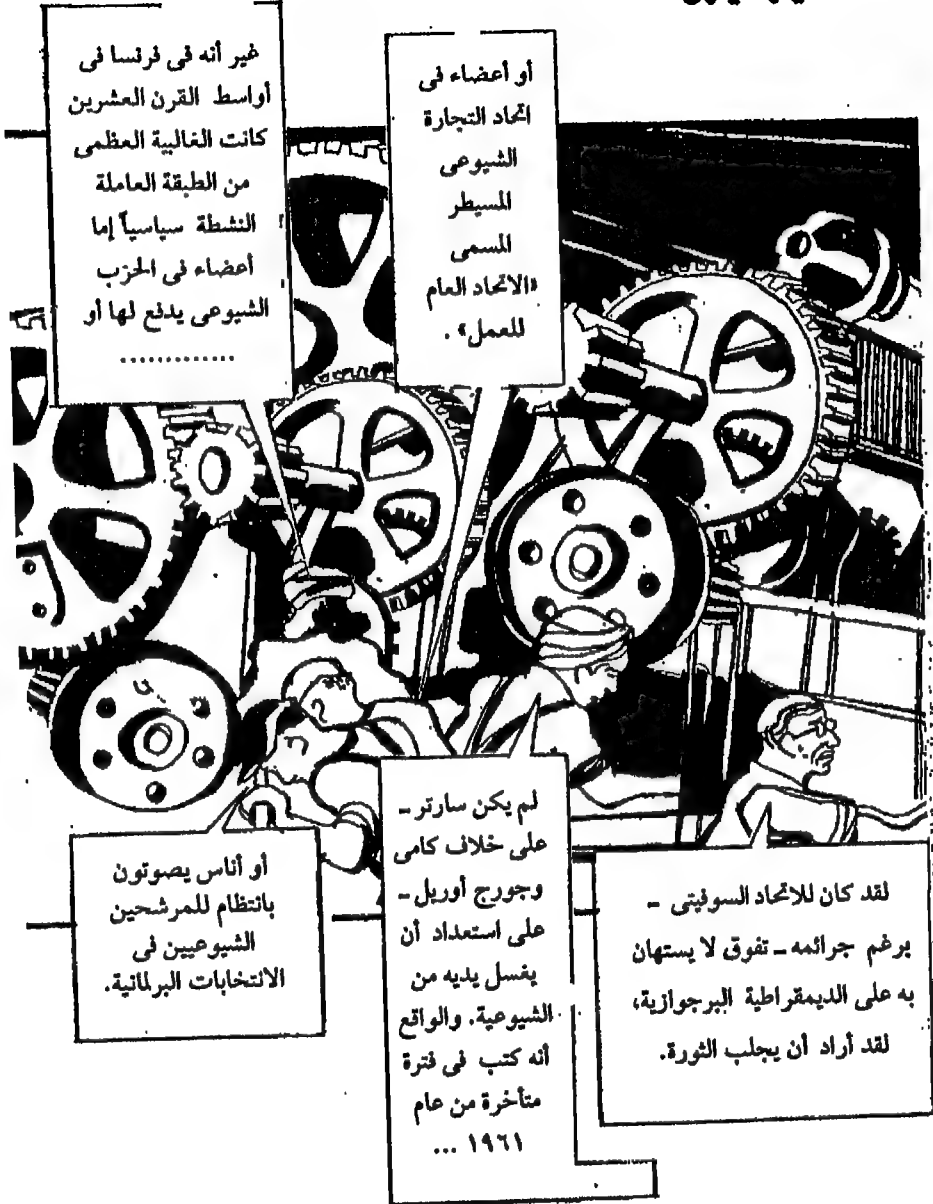 غير أنه فى فرنسا فى
أواسط القرن العشرين
كانت الغالبية العظمى
من الطبقة العاملة
النشطة سياسياً إما
أعضاء فى الحزب
الشيوعى يدفع لها أو
.............
أو أعضاء فى
اتحاد التجارة
الشيوعى
المسيطر
المسمى
«الاتحاد العام
للعمل» .
أو أناس يصوتون
بانتظام للمرشحين
الشيوعيين فى
الانتخابات البرلمانية.
لم يكن سارتر ـ
على خلاف كامى
وجورج أوريل ـ
على استعداد أن
يغسل يديه من
الشيوعية. والواقع
أنه كتب فى فترة
متأخرة من عام
١٩٦١ ...
لقد كان للاتحاد السوفيتى ـ
برغم جرائمه ـ تفوق لا يستهان
به على الديمقراطية البرجوازية،
لقد أراد أن يجلب الثورة.